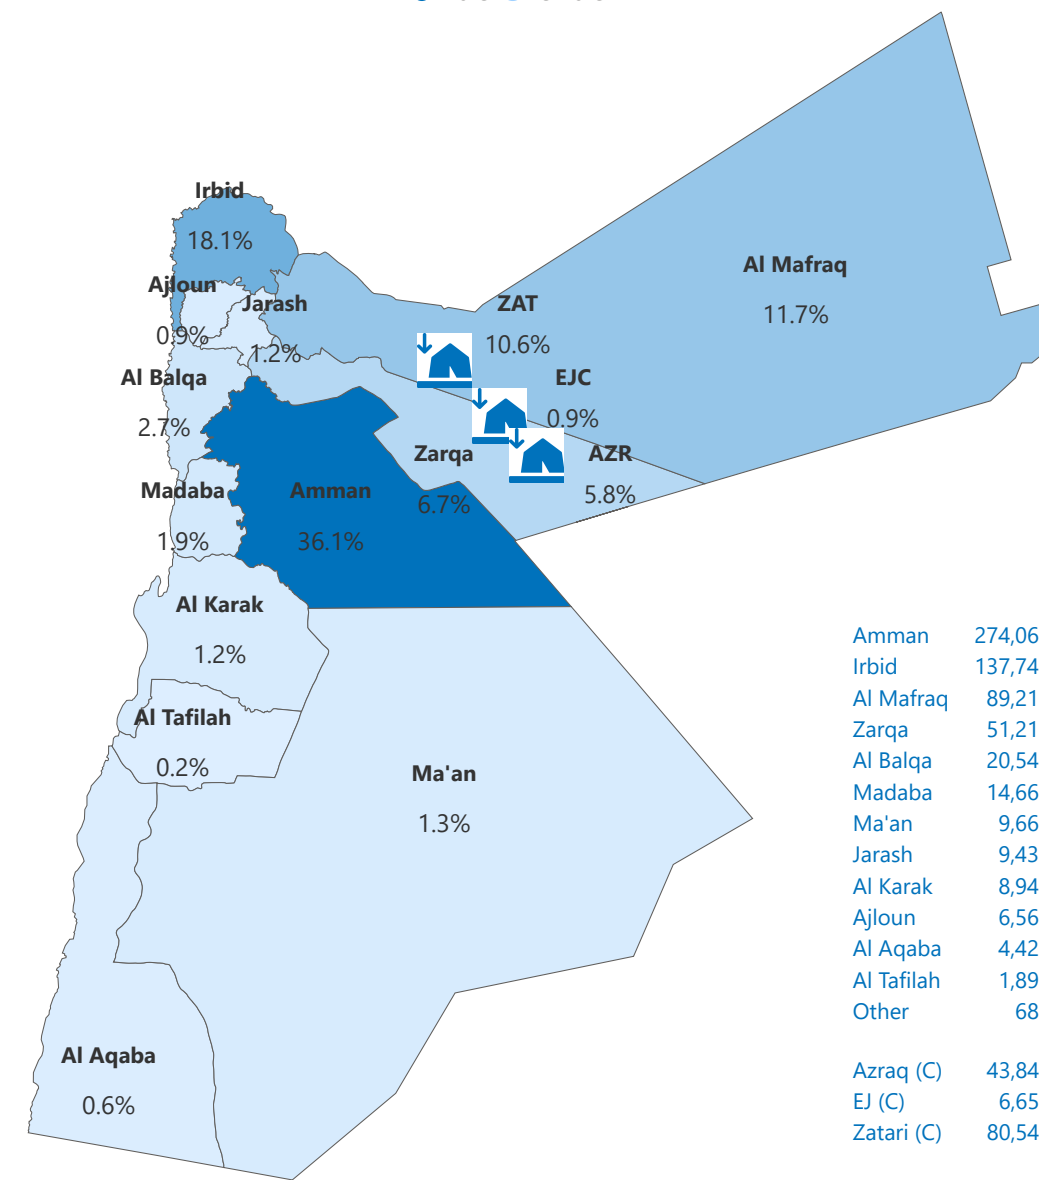 Irbid
18.1%
Ajloun
0.9%
Jarash
1.2%
Al Mafraq
11.7%
ZAT
10.6%
EJC
0.9%
AZR
5.8%
Al Balqa
2.7%
Zarqa
6.7%
Madaba
1.9%
Amman
36.1%
Al Karak
1.2%
Al Tafilah
0.2%
Ma'an
1.3%
Al Aqaba
0.6%
Amman 274,06
Irbid 137,74
Al Mafraq 89,21
Zarqa 51,21
Al Balqa 20,54
Madaba 14,66
Ma'an 9,66
Jarash 9,43
Al Karak 8,94
Ajloun 6,56
Al Aqaba 4,42
Al Tafilah 1,89
Other 68
Azraq (C) 43,84
EJ (C) 6,65
Zatari (C) 80,54